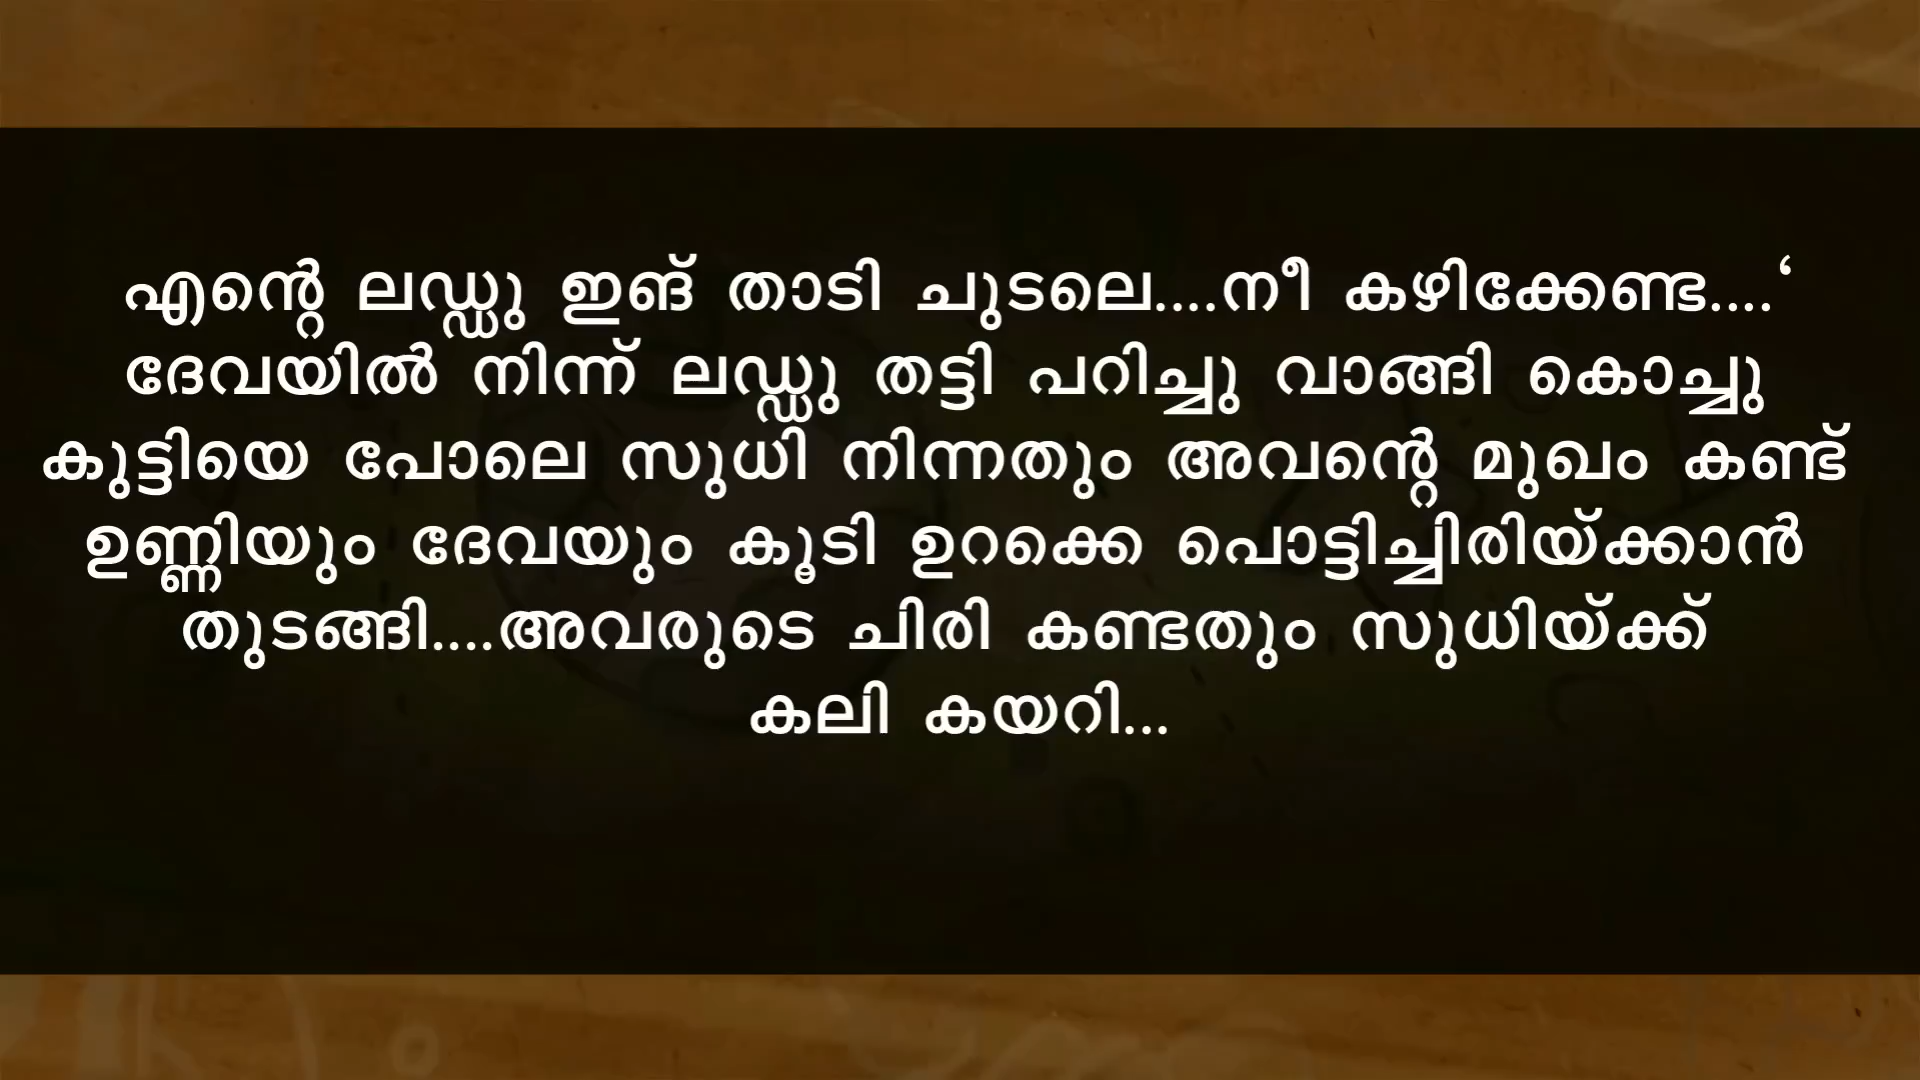 എന്റെ ലഡ്ഡു ഇങ് താടി ചുടലെ....നീ കഴിക്കേണ്ട....‘
ദേവയിൽ നിന്ന് ലഡ്ഡു തട്ടി പറിച്ചു വാങ്ങി കൊച്ചു
കുട്ടിയെ പോലെ സുധി നിന്നതും അവന്റെ മുഖം കണ്ട്
ഉണ്ണിയും ദേവയും കൂടി ഉറക്കെ പൊട്ടിച്ചിരിയ്ക്കാൻ
തുടങ്ങി....അവരുടെ ചിരി കണ്ടതും സുധിയ്ക്ക്
കലി കയറി...